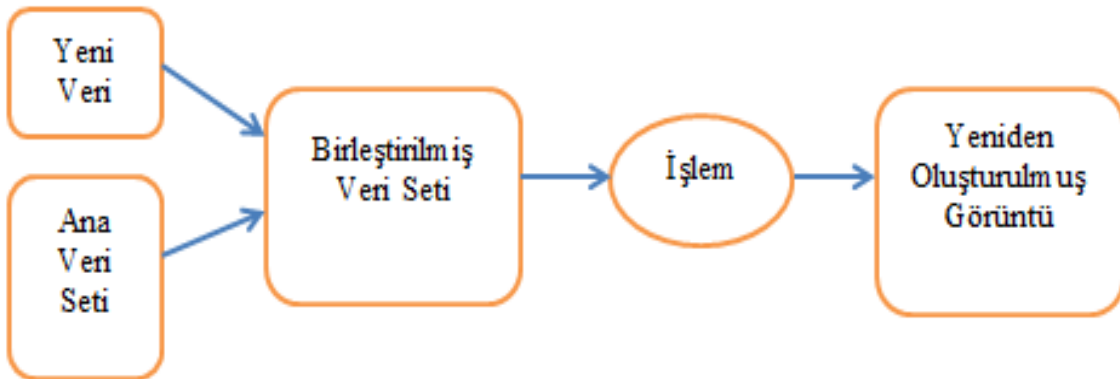 Yeni
Veri
Ana
Veri
Seti
Birleştirilmiş
Veri Seti
İşlem
Yeniden
Oluşturulmuş
Görüntü